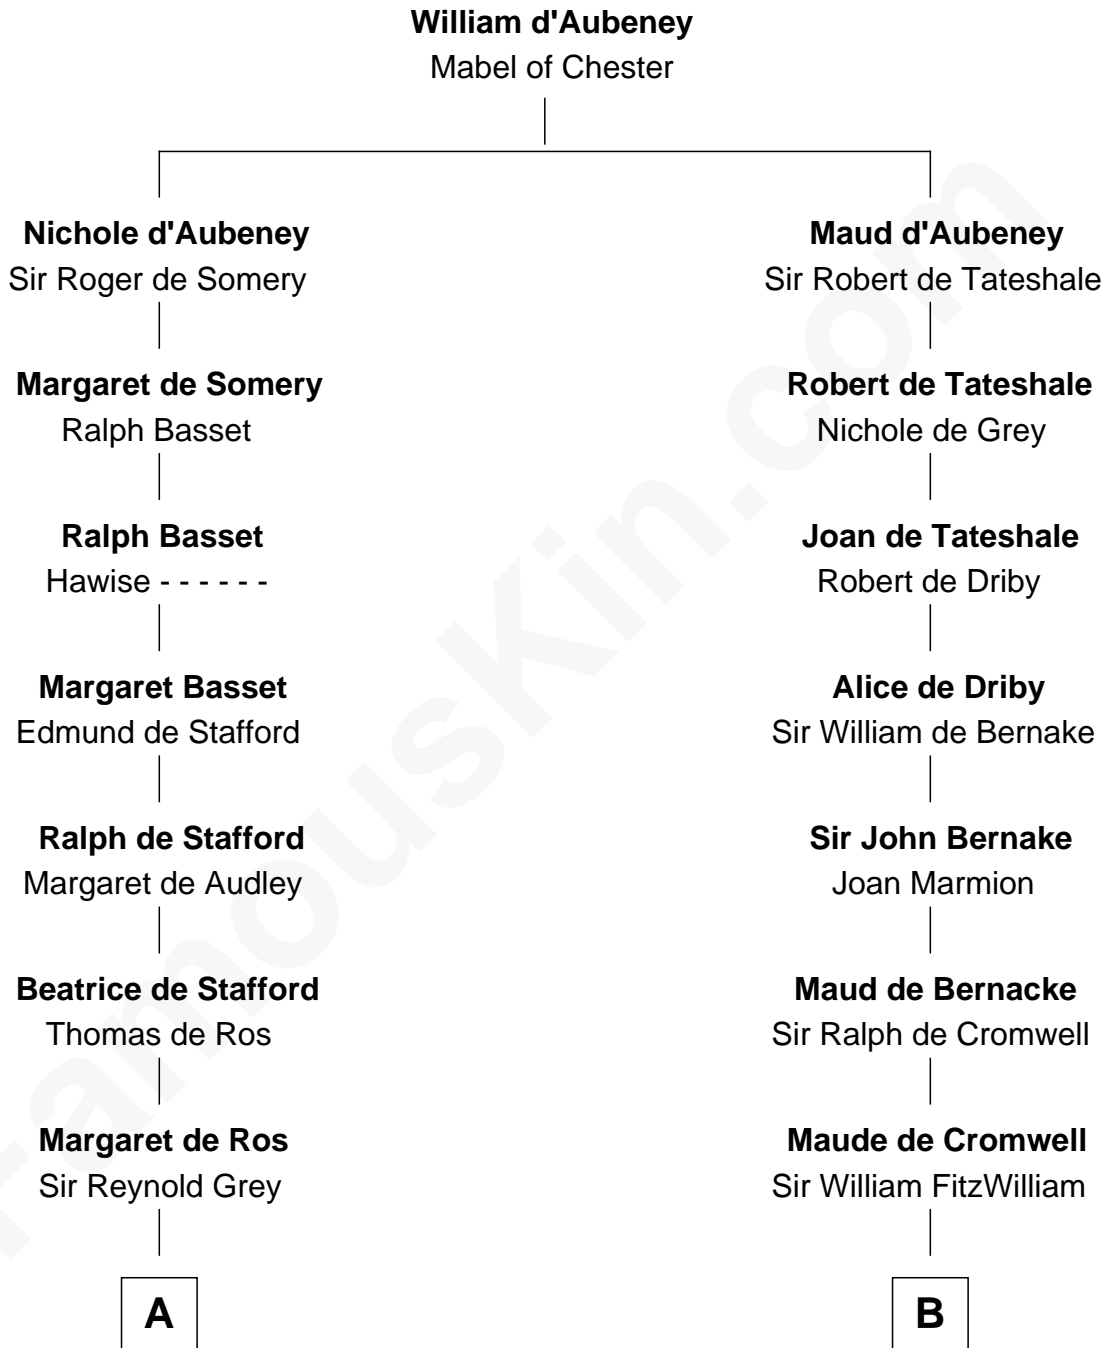 William d'Aubeney
Mabel of Chester
Nichole d'Aubeney
Sir Roger de Somery
Maud d'Aubeney
Sir Robert de Tateshale
Margaret de Somery
Ralph Basset
Robert de Tateshale
Nichole de Grey
Ralph Basset
Hawise - - - - - -
Joan de Tateshale
Robert de Driby
Margaret Basset
Edmund de Stafford
Alice de Driby
Sir William de Bernake
Ralph de Stafford
Margaret de Audley
Sir John Bernake
Joan Marmion
Beatrice de Stafford
Thomas de Ros
Maud de Bernacke
Sir Ralph de Cromwell
Margaret de Ros
Sir Reynold Grey
Maude de Cromwell
Sir William FitzWilliam
A
B
FamousKin.com